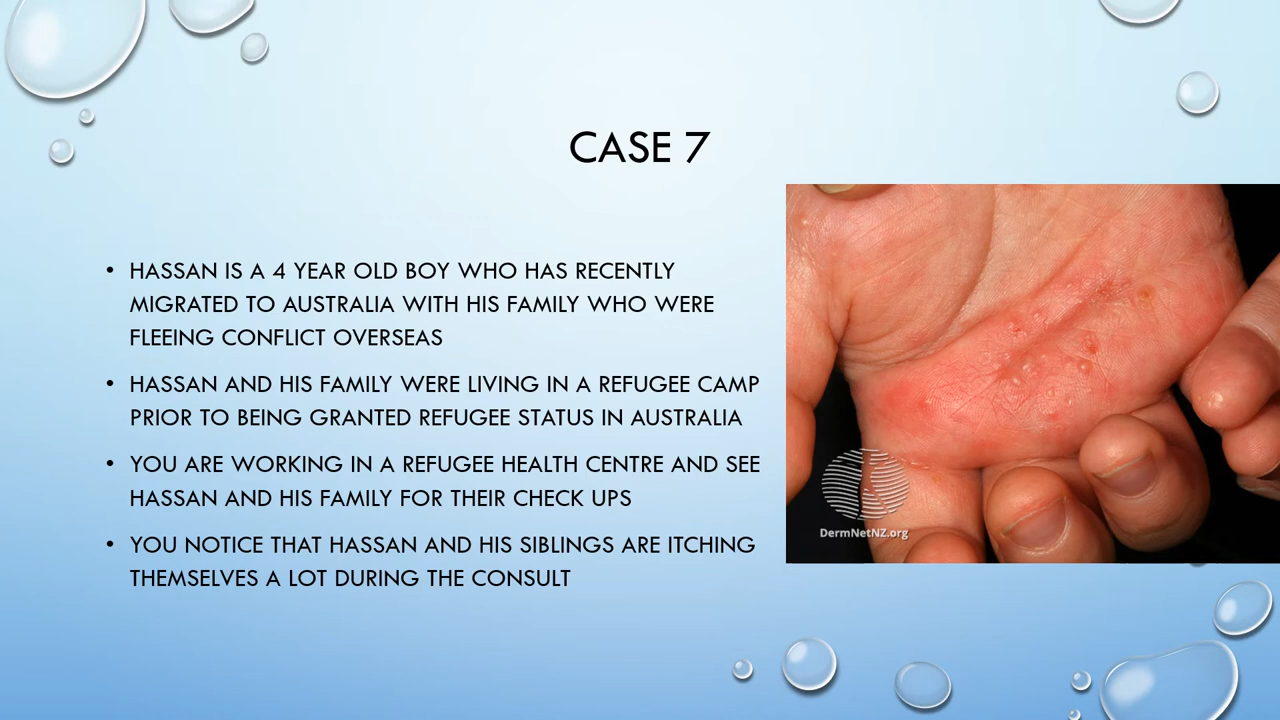 CASE 7
• HASSAN IS A 4 YEAR OLD BOY WHO HAS RECENTLY
MIGRATED TO AUSTRALIA WITH HIS FAMILY WHO WERE
FLEEING CONFLICT OVERSEAS
• HASSAN AND HIS FAMILY WERE LIVING IN A REFUGEE CAMP
PRIOR TO BEING GRANTED REFUGEE STATUS IN AUSTRALIA
• YOU ARE WORKING IN A REFUGEE HEALTH CENTRE AND SEE
HASSAN AND HIS FAMILY FOR THEIR CHECK UPS
• YOU NOTICE THAT HASSAN AND HIS SIBLINGS ARE ITCHING
THEMSELVES A LOT DURING THE CONSULT
DermNetNZ.org